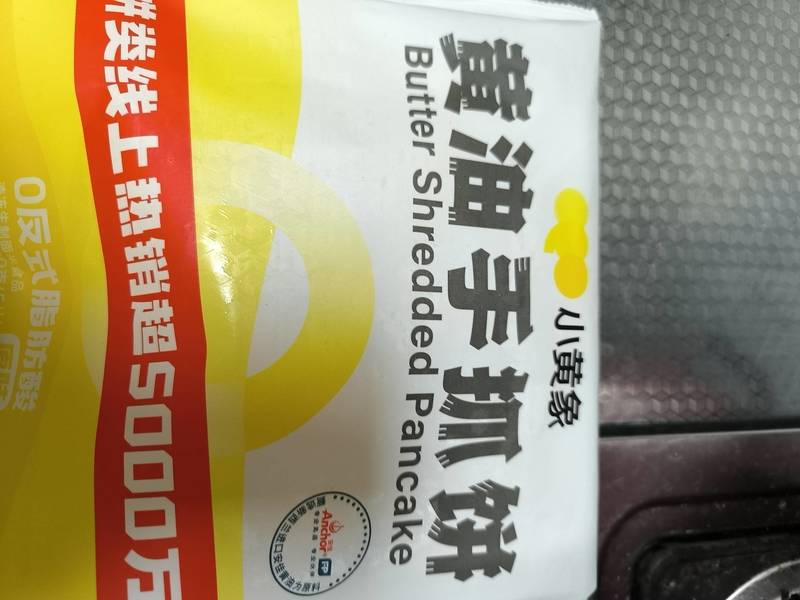 小黄象
黄油手抓饼
Butter Shredded Pancake
Anchor
饼类线上热销超5000万
0反式脂肪酸